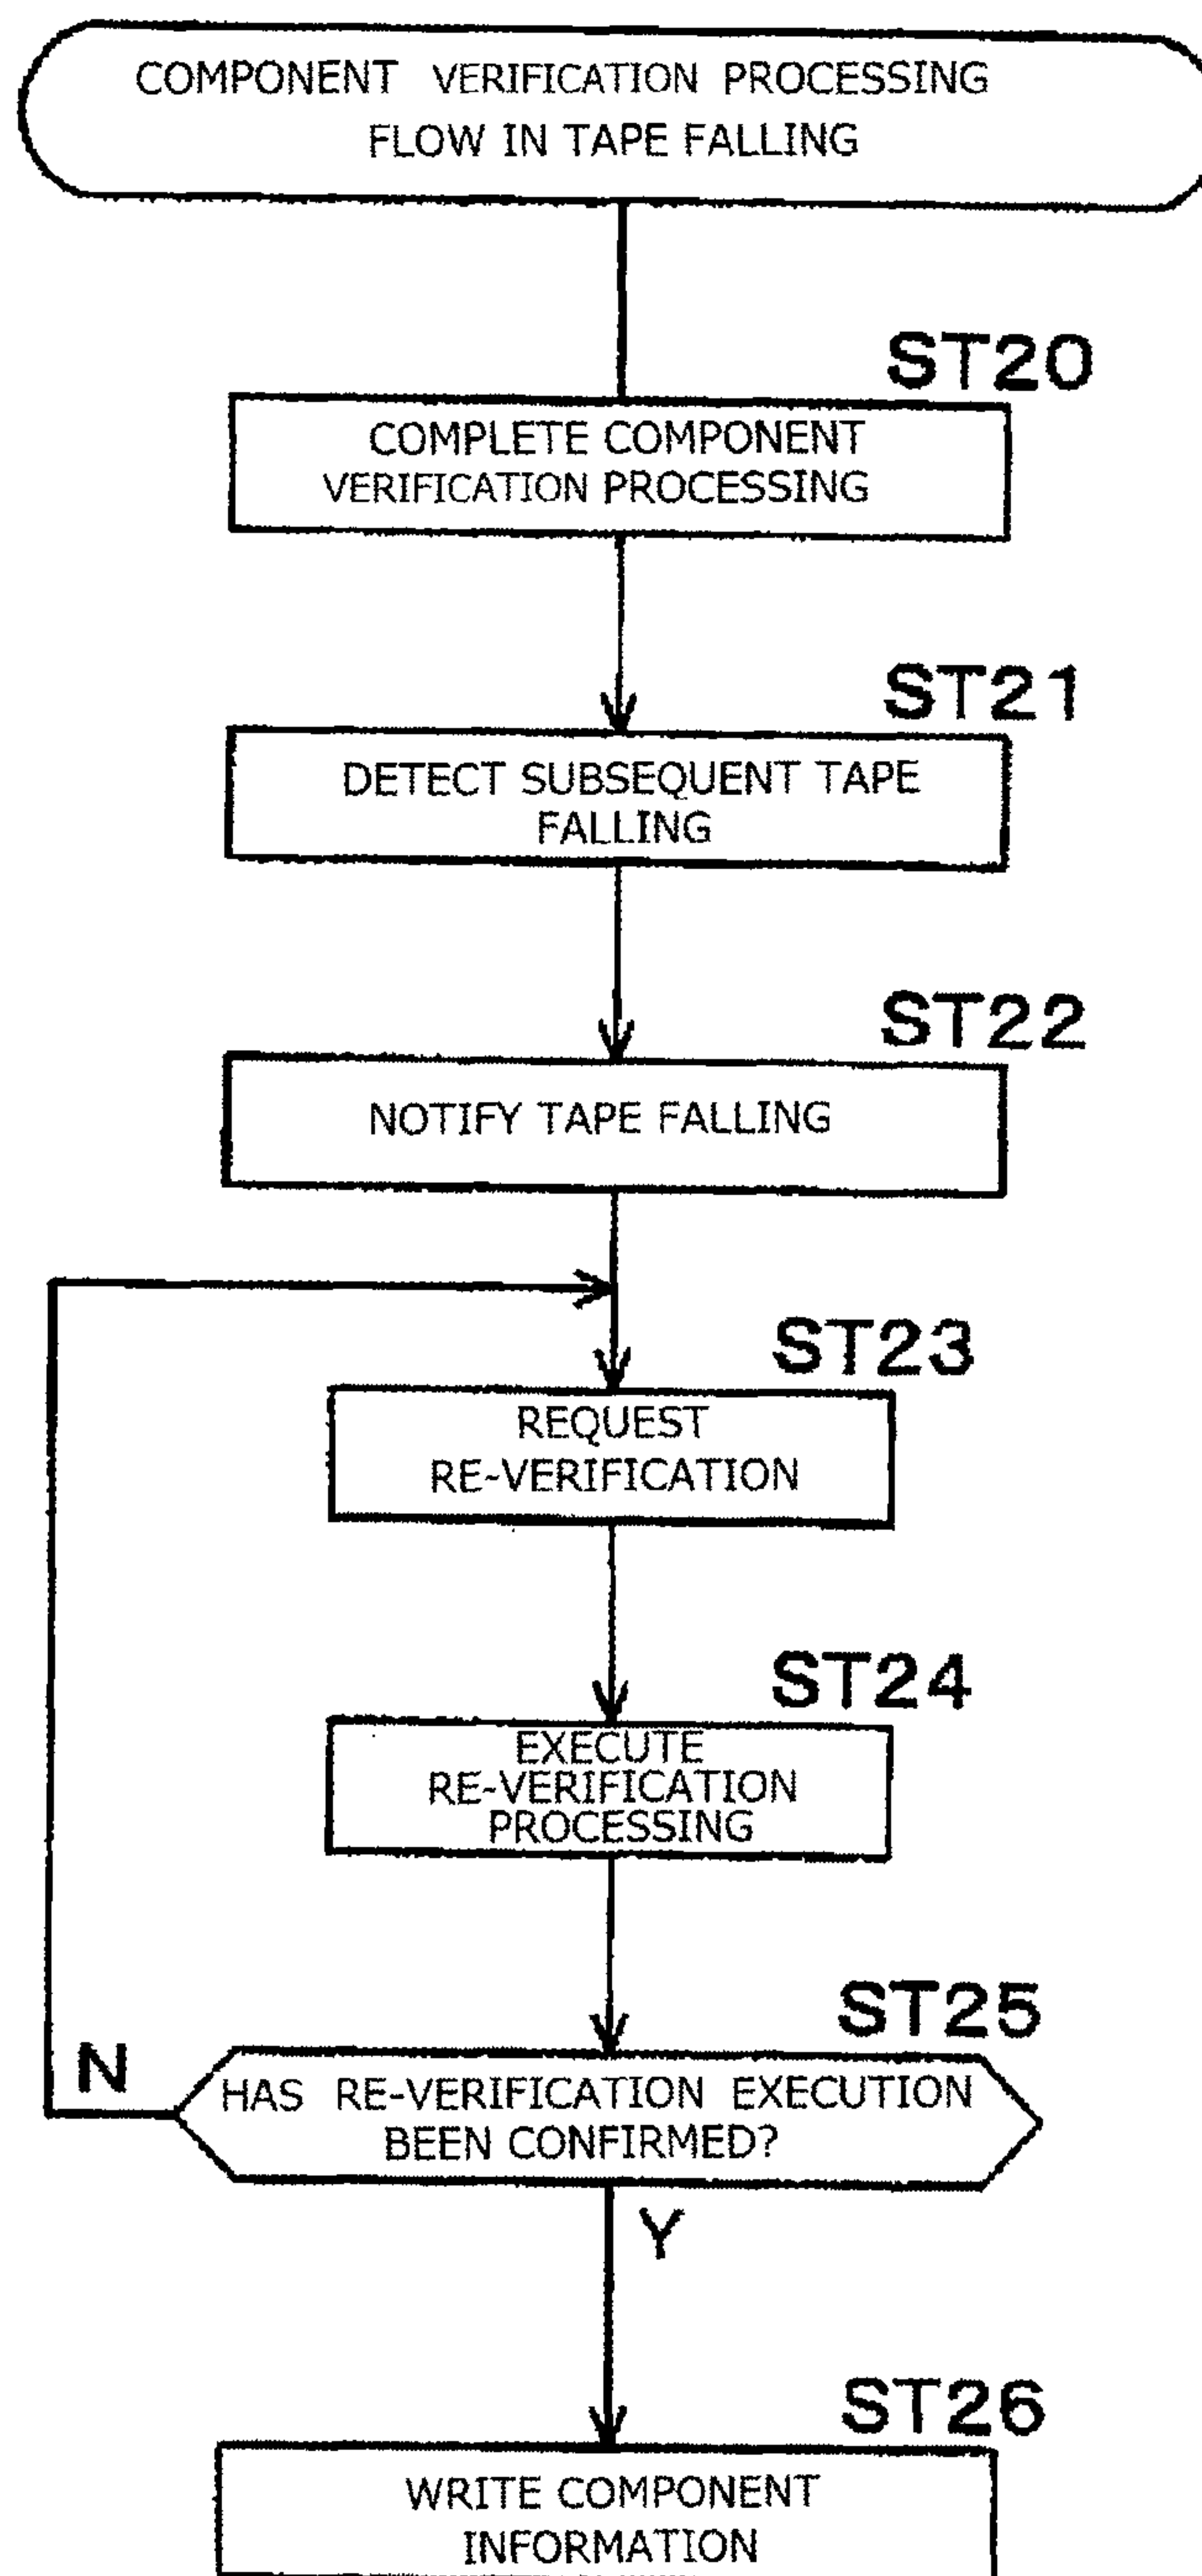 COMPONENT VERIFICATION PROCESSING
FLOW IN TAPE FALLING
ST20
COMPLETE COMPONENT
VERIFICATION PROCESSING
ST21
DETECT SUBSEQUENT TAPE
FALLING
ST22
NOTIFY TAPE FALLING
ST23
REQUEST
RE-VERIFICATION
ST24
EXECUTE
RE-VERIFICATION
PROCESSING
ST25
N
HAS RE-VERIFICATION EXECUTION
BEEN CONFIRMED?
Y
ST26
WRITE COMPONENT
INFORMATION